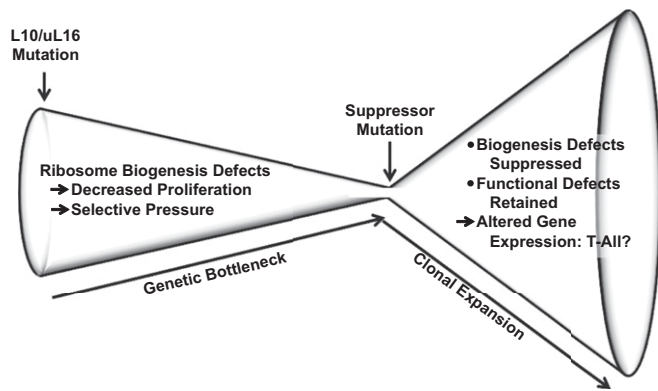 L10/uL16
Mutation
Suppressor
Mutation
Ribosome Biogenesis Defects
→ Decreased Proliferation
→ Selective Pressure
•Biogenesis Defects
Suppressed
•Functional Defects
Retained
→ Altered Gene
Expression: T-All?
Genetic Bottleneck
Clonal Expansion